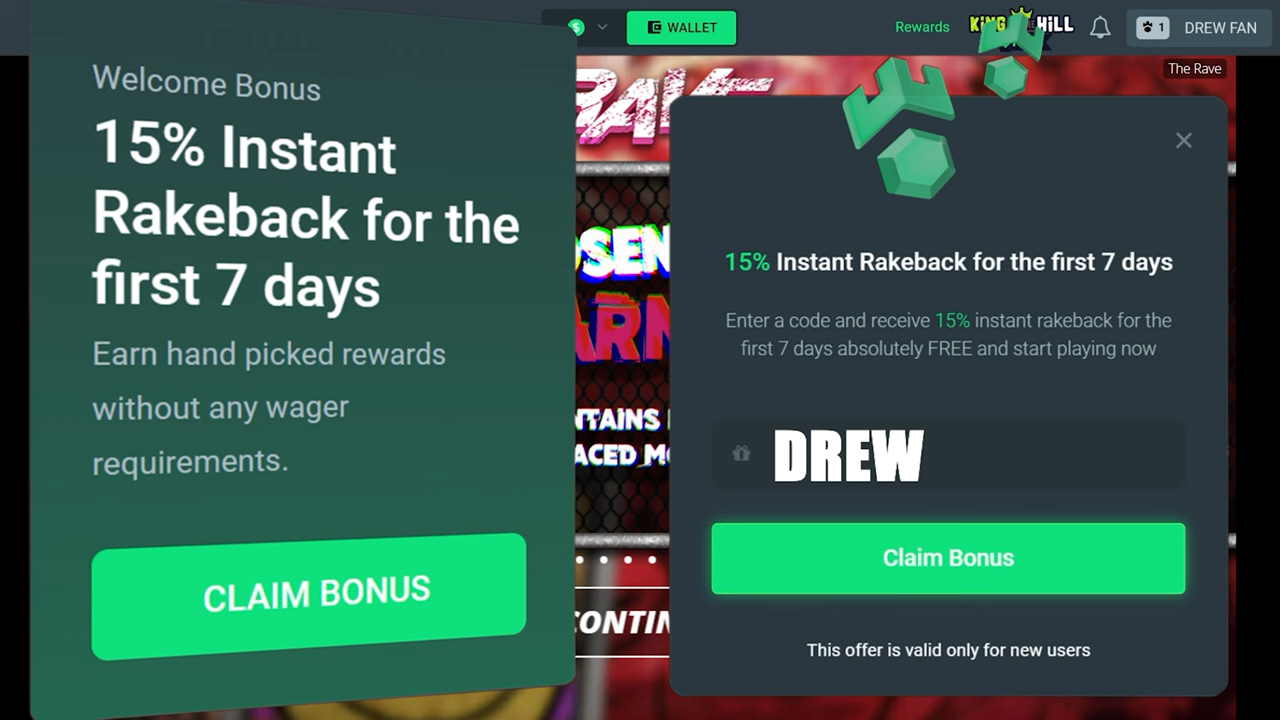 WALLET
Rewards
KING HILL
1
DREW FAN
The Rave
Welcome Bonus
15% Instant
Rakeback for the
first 7 days
Earn hand picked rewards
without any wager
requirements.
CLAIM BONUS
15% Instant Rakeback for the first 7 days
Enter a code and receive 15% instant rakeback for the
first 7 days absolutely FREE and start playing now
DREW
Claim Bonus
This offer is valid only for new users